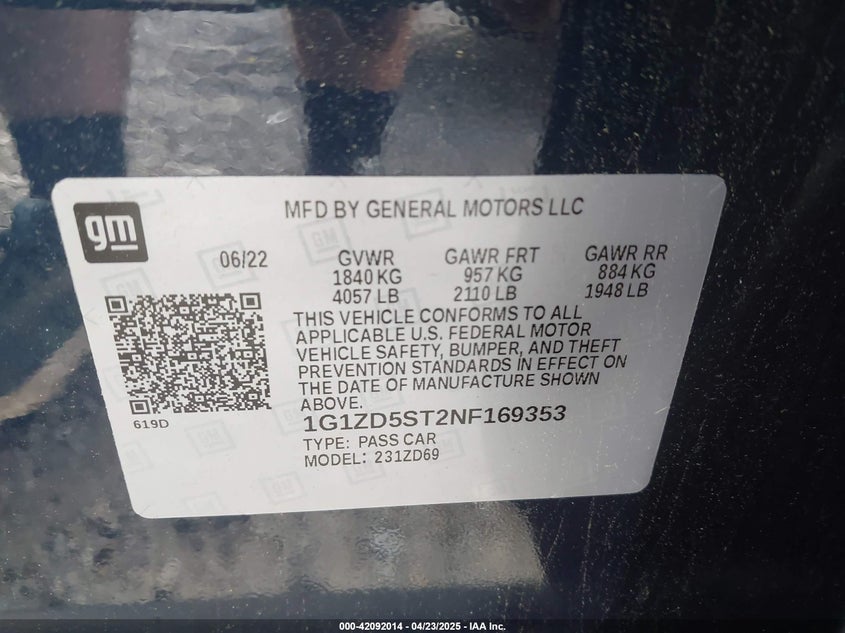 gm
MFD BY GENERAL MOTORS LLC
06/22 GVWR GAWR FRT GAWR RR
1840 KG 957 KG 884 KG
4057 LB 2110 LB 1948 LB
THIS VEHICLE CONFORMS TO ALL
APPLICABLE U.S. FEDERAL MOTOR
VEHICLE SAFETY, BUMPER, AND THEFT
PREVENTION STANDARDS IN EFFECT ON
THE DATE OF MANUFACTURE SHOWN
ABOVE.
619D
1G1ZD5ST2NF169353
TYPE: PASS CAR
MODEL: 231ZD69
000-42092014 - 04/23/2025 - IAA Inc.